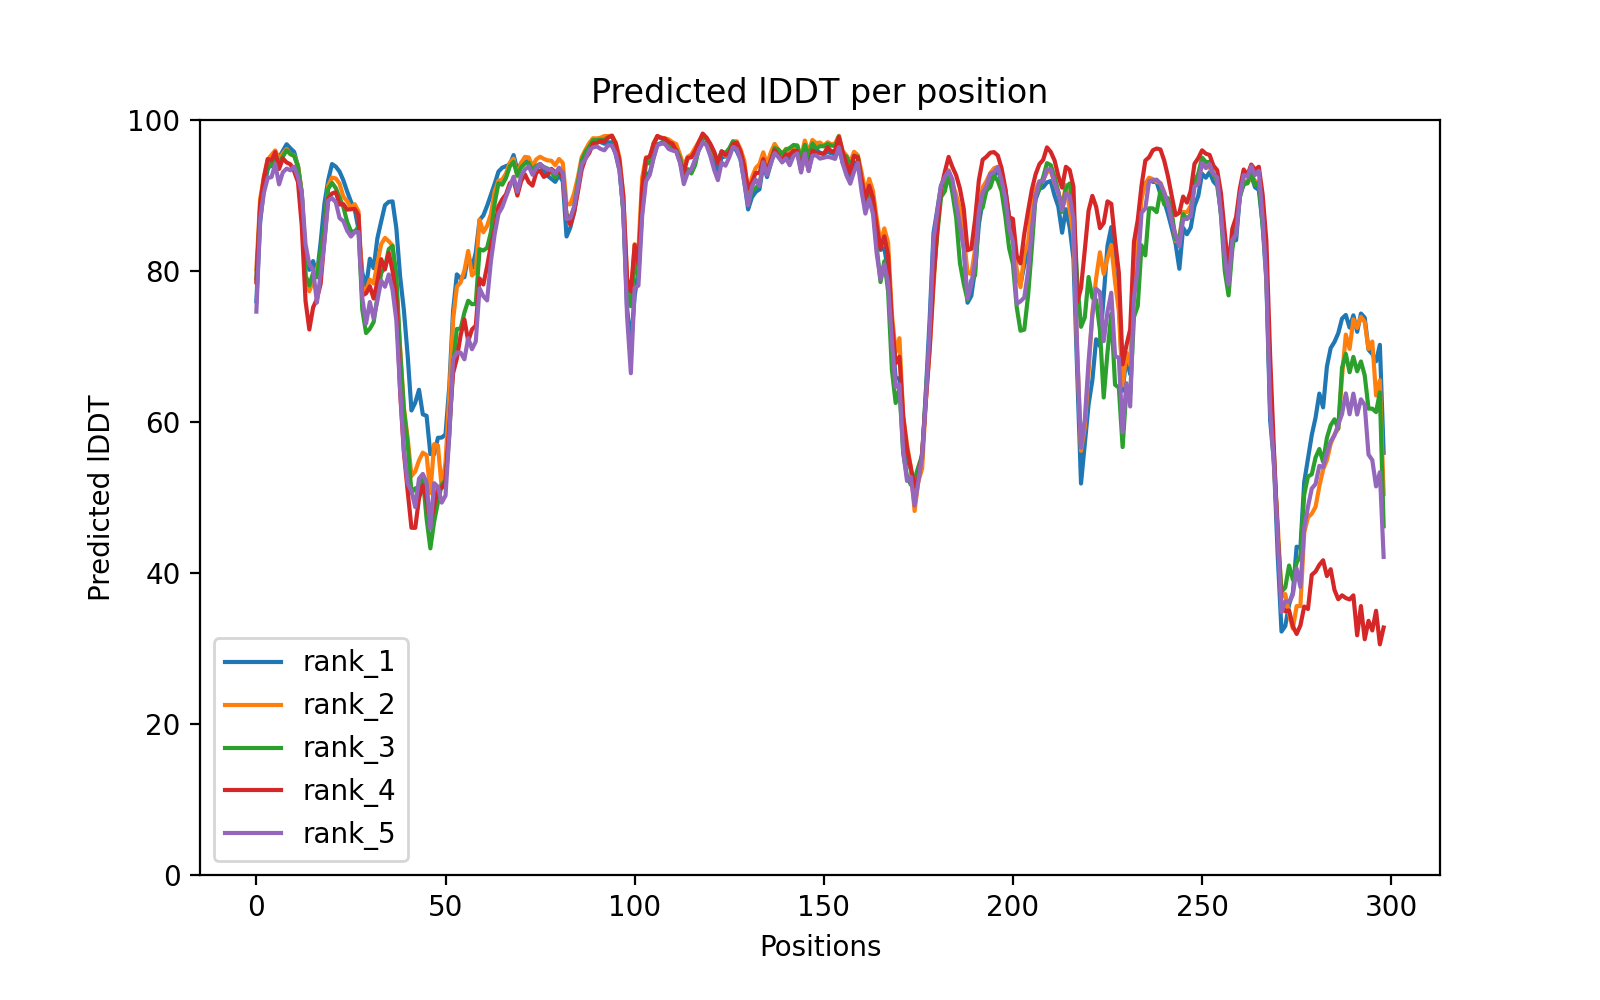 Predicted lDDT per position
100
80
60
40
20
0
Predicted lDDT
rank_1
rank_2
rank_3
rank_4
rank_5
0 50 100 150 200 250 300
Positions